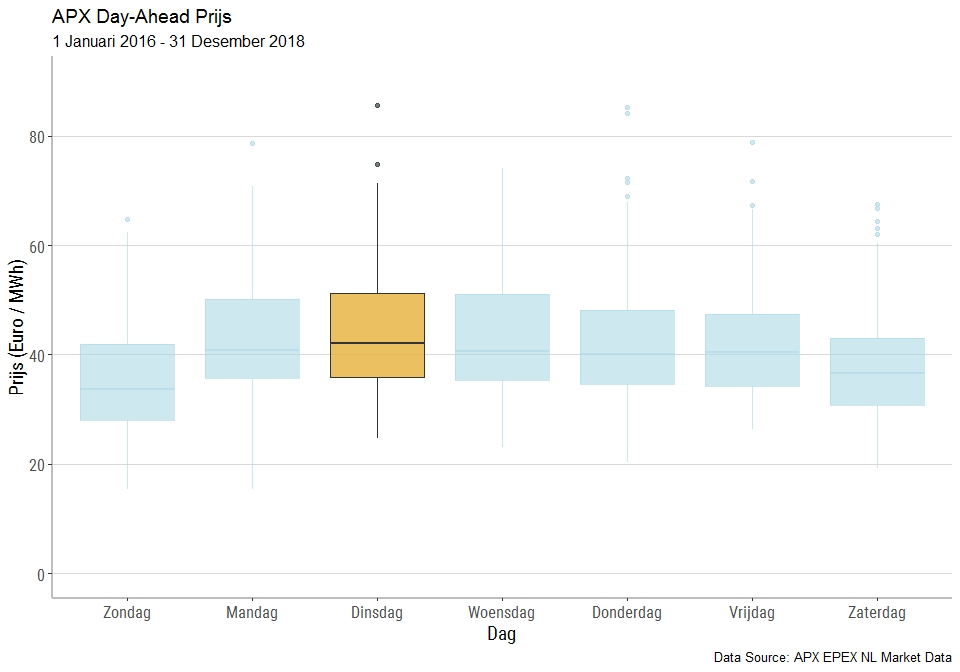 APX Day-Ahead Prijs
1 Januari 2016 - 31 Desember 2018
Prijs (Euro / MWh)
80
60
40
20
0
Zondag Mandag Dinsdag Woensdag Donderdag Vrijdag Zaterdag
Dag
Data Source: APX EPEX NL Market Data